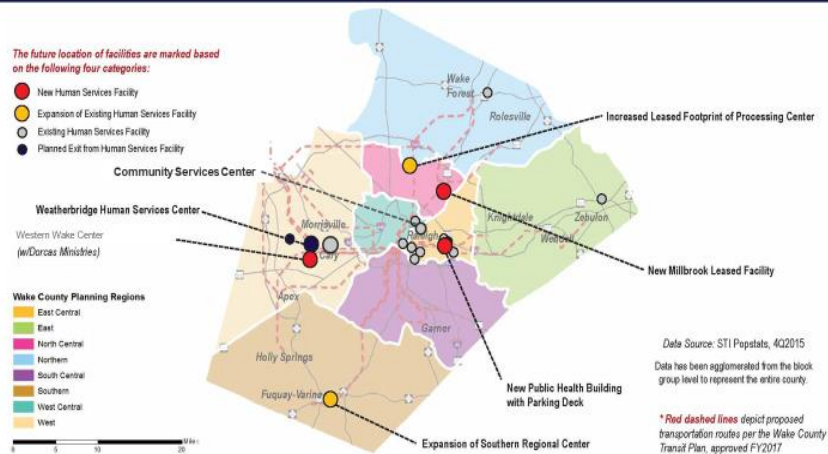 The future location of facilities are marked based
on the following four categories:
New Human Services Facility
Expansion of Existing Human Services Facility
Existing Human Services Facility
Planned Exit from Human Services Facility
Community Services Center
Weatherbridge Human Services Center
Western Wake Center
(w/Dorcas Ministries)
Wake County Planning Regions
East Central
East
North Central
Northern
South Central
Southern
West Central
West
0 5 10 20
Miles
Wake
Forest
Rolesville
Increased Leased Footprint of Processing Center
Morrisville
Cary
Raleigh
Knightdale
Zebulon
Wendell
New Millbrook Leased Facility
Apex
Garner
Holly Springs
Fuquay-Varina
New Public Health Building
with Parking Deck
Expansion of Southern Regional Center
Data Source: STI Popstats, 4Q2015
Data has been agglomerated from the block
group level to represent the entire county.
* Red dashed lines depict proposed
transportation routes per the Wake County
Transit Plan, approved FY2017